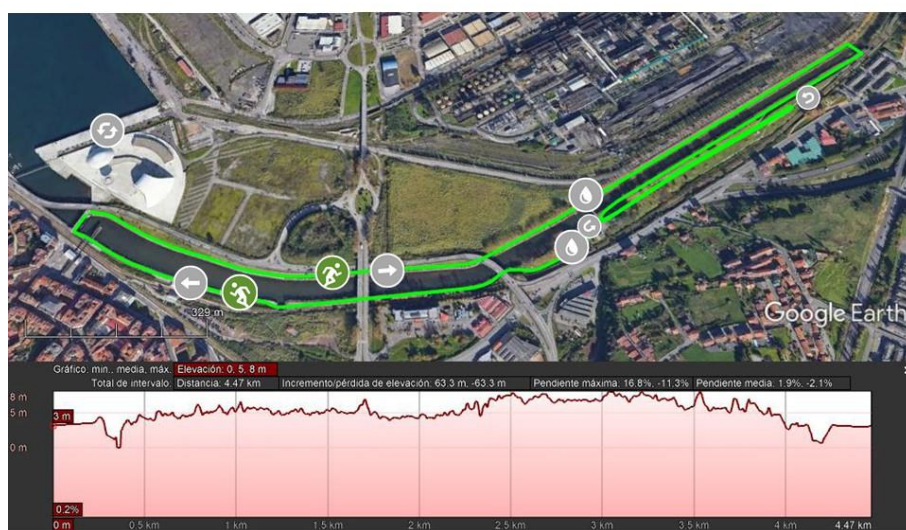 329 m
Google Earth
Gráfico: mín., media, máx. Elevación: 0, 5, 8 m
Total de intervalo: Distancia: 4.47 km Incremento/pérdida de elevación: 63.3 m, -63.3 m Pendiente máxima: 16.8%, -11.3% Pendiente media: 1.9%, -2.1%
8 m
5 m
3 m
0 m
0.2%
0 m 0.5 km 1 km 1.5 km 2 km 2.5 km 3 km 3.5 km 4 km 4.47 km